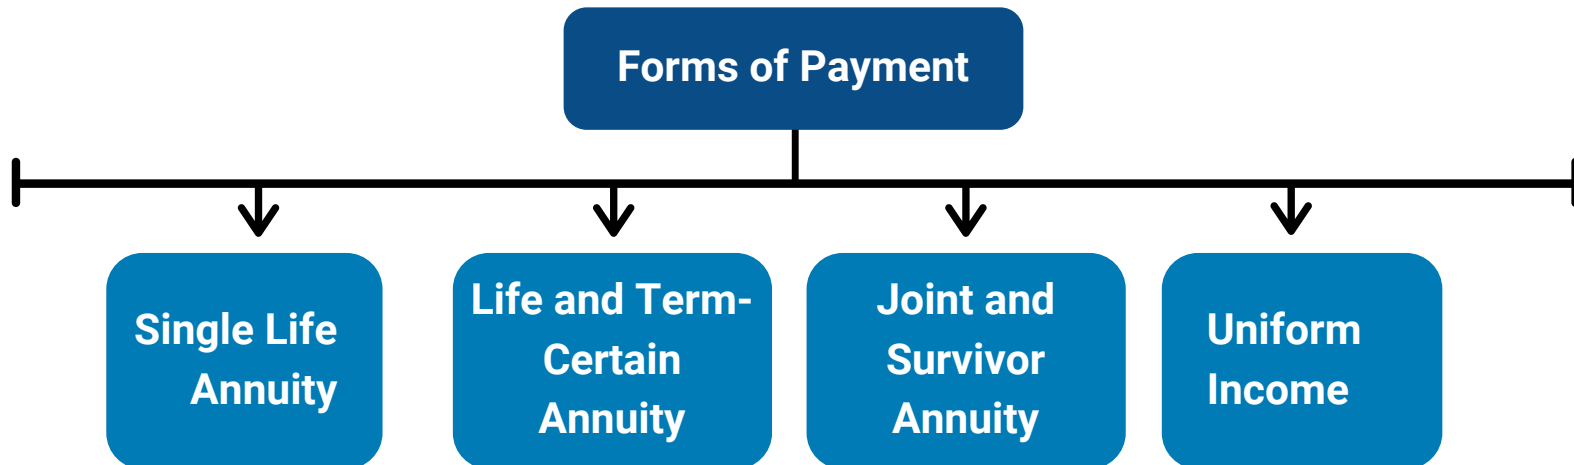 Forms of Payment
Single Life
Annuity
Life and Term-
Certain
Annuity
Joint and
Survivor
Annuity
Uniform
Income